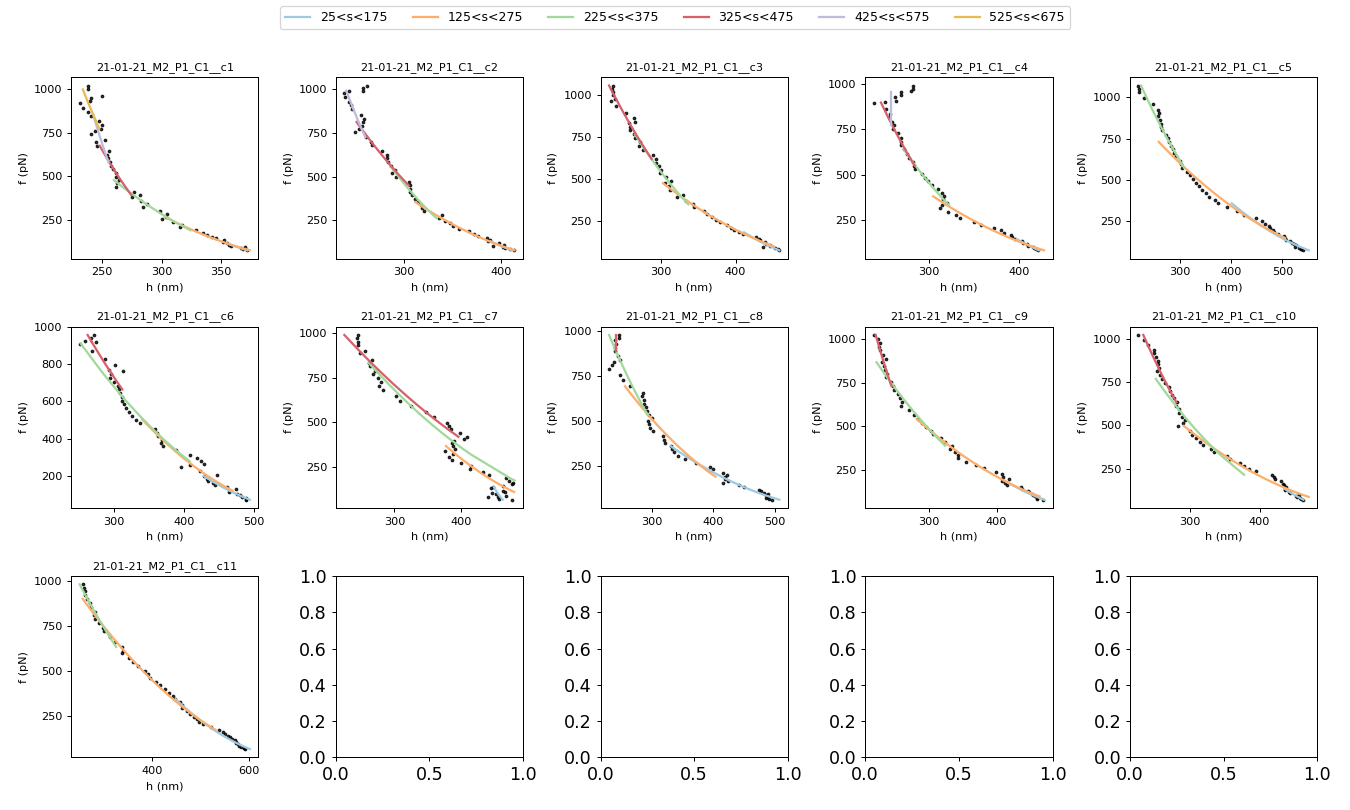 25<s<175 125<s<275 225<s<375 325<s<475 425<s<575 525<s<675
21-01-21_M2_P1_C1__c1
1000
750
500
250
f (pN)
250 300 350
h (nm)
21-01-21_M2_P1_C1__c2
1000
750
500
250
f (pN)
300 400
h (nm)
21-01-21_M2_P1_C1__c3
1000
750
500
250
f (pN)
300 400
h (nm)
21-01-21_M2_P1_C1__c4
1000
750
500
250
f (pN)
300 400
h (nm)
21-01-21_M2_P1_C1__c5
1000
750
500
250
f (pN)
300 400 500
h (nm)
21-01-21_M2_P1_C1__c6
1000
800
600
400
200
f (pN)
300 400 500
h (nm)
21-01-21_M2_P1_C1__c7
1000
750
500
250
f (pN)
300 400
h (nm)
21-01-21_M2_P1_C1__c8
1000
750
500
250
f (pN)
300 400 500
h (nm)
21-01-21_M2_P1_C1__c9
1000
750
500
250
f (pN)
300 400
h (nm)
21-01-21_M2_P1_C1__c10
1000
750
500
250
f (pN)
300 400
h (nm)
21-01-21_M2_P1_C1__c11
1000
750
500
250
f (pN)
400 600
h (nm)
1.0
0.8
0.6
0.4
0.2
0.0
0.0 0.5 1.0
1.0
0.8
0.6
0.4
0.2
0.0
0.0 0.5 1.0
1.0
0.8
0.6
0.4
0.2
0.0
0.0 0.5 1.0
1.0
0.8
0.6
0.4
0.2
0.0
0.0 0.5 1.0